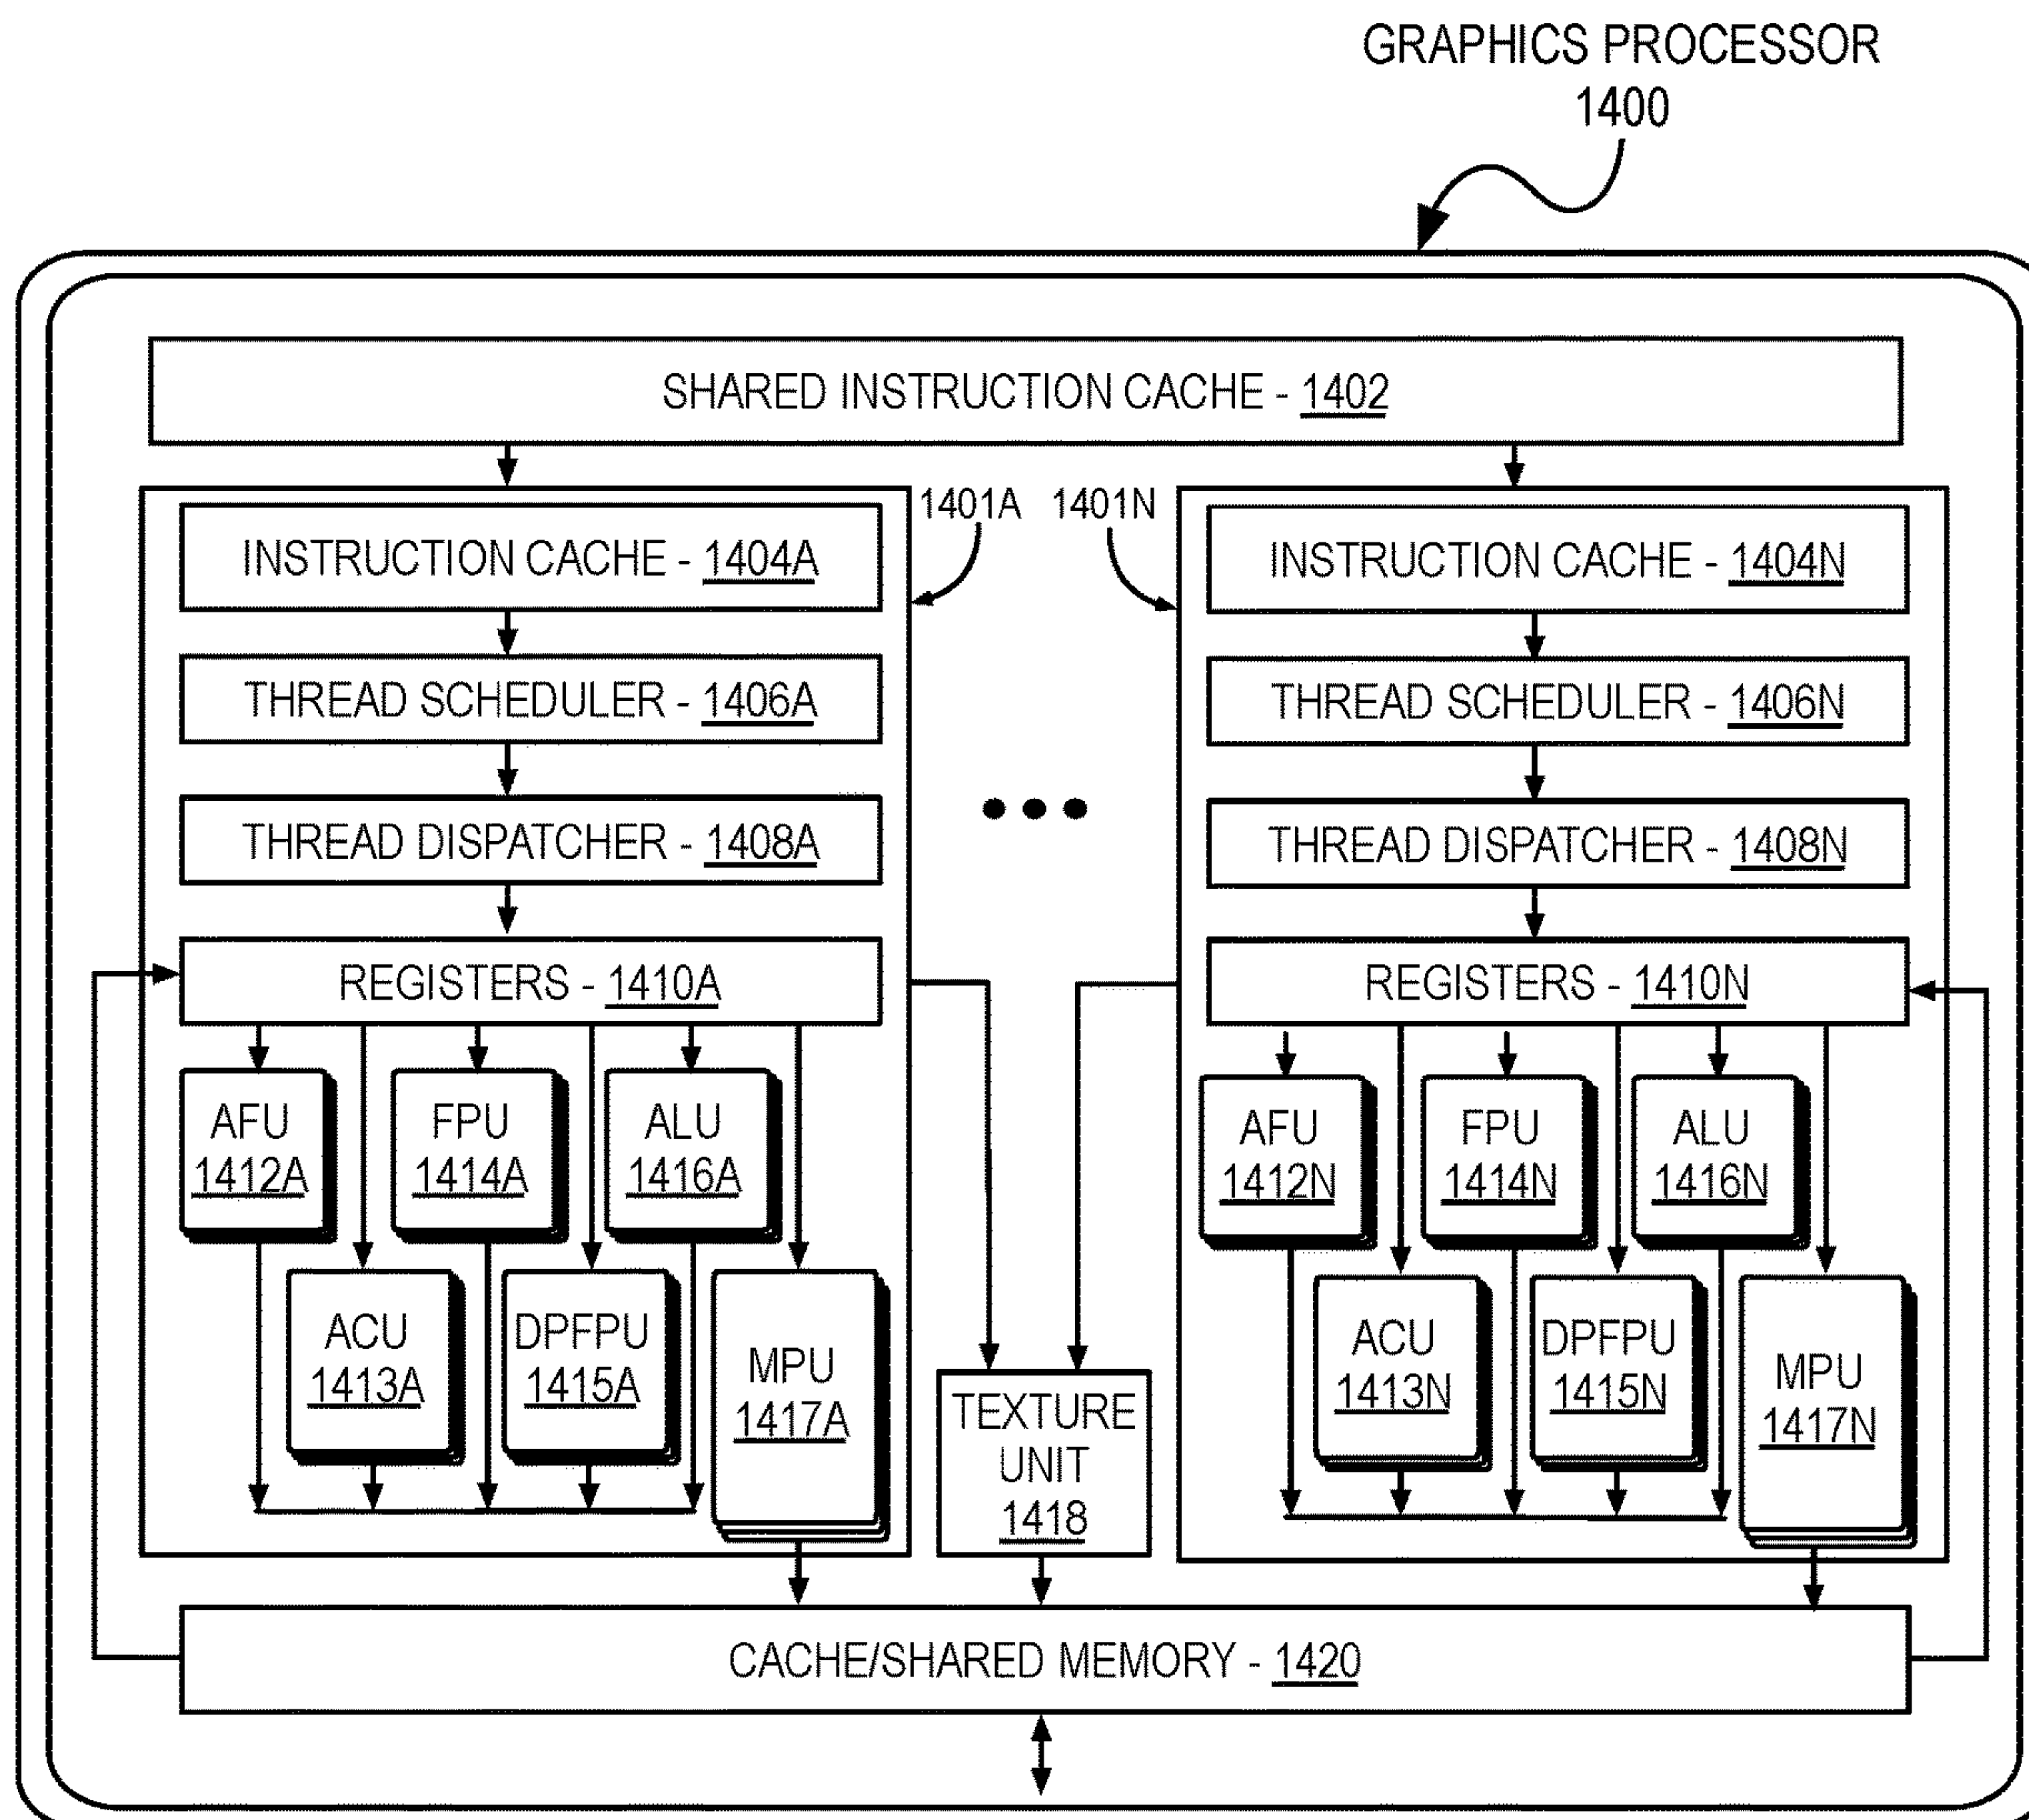 GRAPHICS PROCESSOR
1400
SHARED INSTRUCTION CACHE - 1402
1401A
1401N
INSTRUCTION CACHE - 1404A
THREAD SCHEDULER - 1406A
THREAD DISPATCHER - 1408A
REGISTERS - 1410A
AFU
1412A
FPU
1414A
ALU
1416A
ACU
1413A
DPFPU
1415A
MPU
1417A
INSTRUCTION CACHE - 1404N
THREAD SCHEDULER - 1406N
THREAD DISPATCHER - 1408N
REGISTERS - 1410N
AFU
1412N
FPU
1414N
ALU
1416N
ACU
1413N
DPFPU
1415N
MPU
1417N
TEXTURE
UNIT
1418
CACHE/SHARED MEMORY - 1420